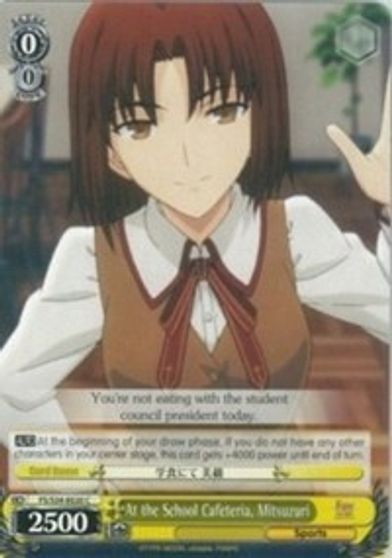 0
0
You're not eating with the student
council president today.
AUTO At the beginning of your draw phase, if you do not have any other
characters in your center stage, this card gets +4000 power until end of turn.
学食にて 美綴
2500
At the School Cafeteria, Mitsuzuri
Sports